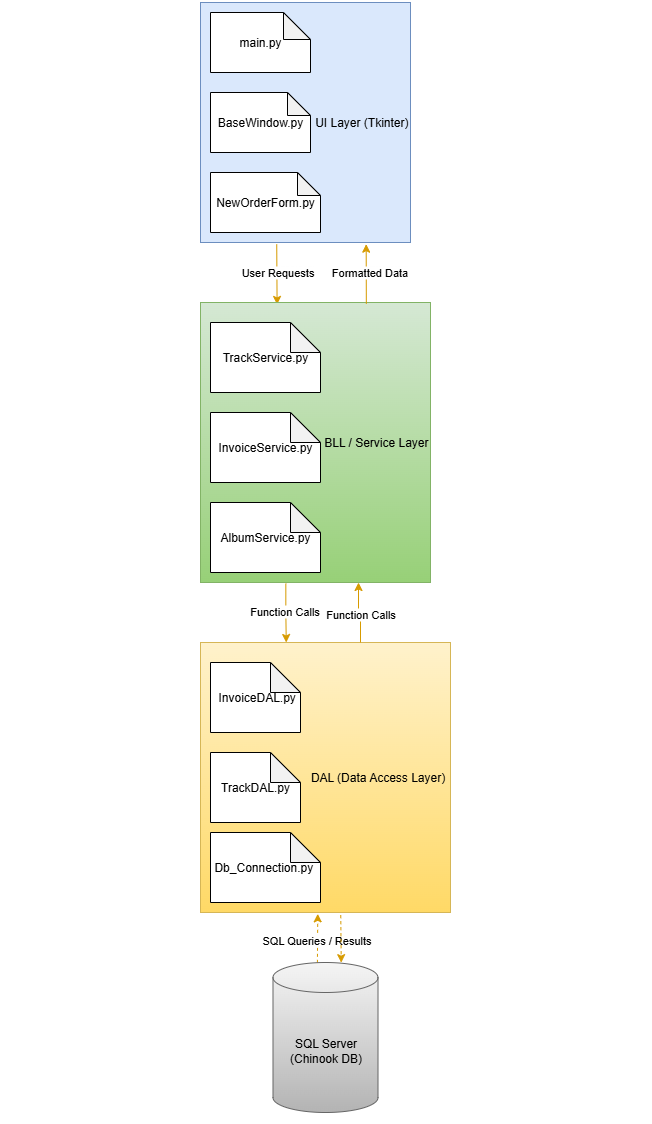 main.py
BaseWindow.py
UI Layer (Tkinter)
NewOrderForm.py
User Requests
Formatted Data
TrackService.py
InvoiceService.py
BLL / Service Layer
AlbumService.py
Function Calls
Function Calls
InvoiceDAL.py
TrackDAL.py
DAL (Data Access Layer)
Db_Connection.py
SQL Queries / Results
SQL Server
(Chinook DB)